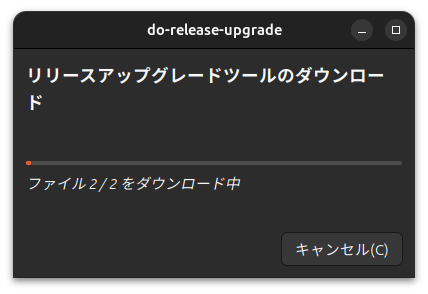 do-release-upgrade
リリースアップグレードツールのダウンロー
ド
ファイル 2 / 2 をダウンロード中
キャンセル(C)